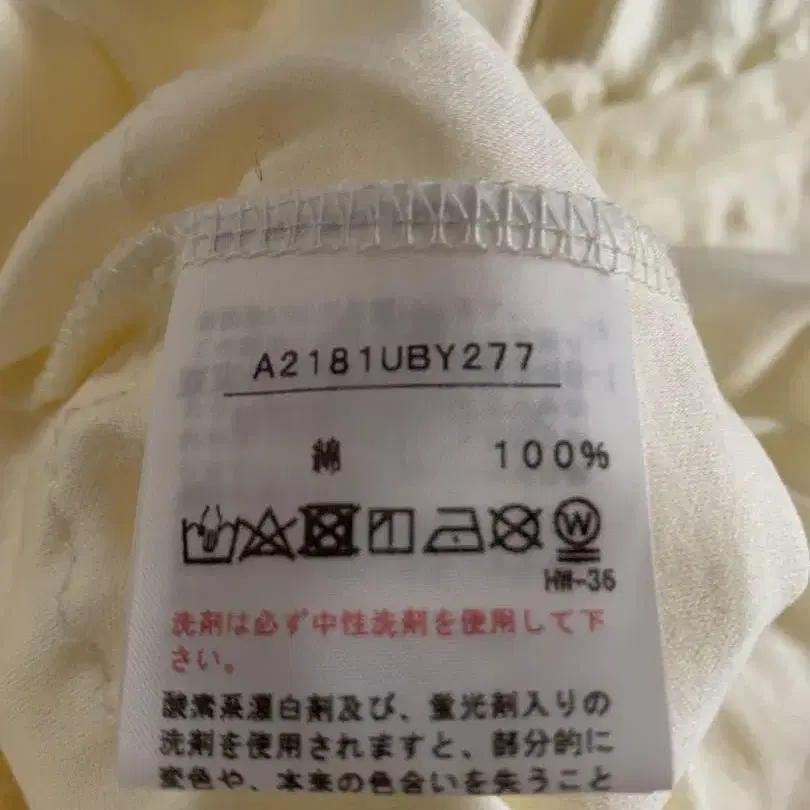 A2181UBY277
綿 100%
W
HW-36
洗剤は必ず中性洗剤を使用して下
さい。
酸素系漂白剤及び、蛍光剤入りの
洗剤を使用されますと、部分的に
変色や、本来の色合いを失うこと